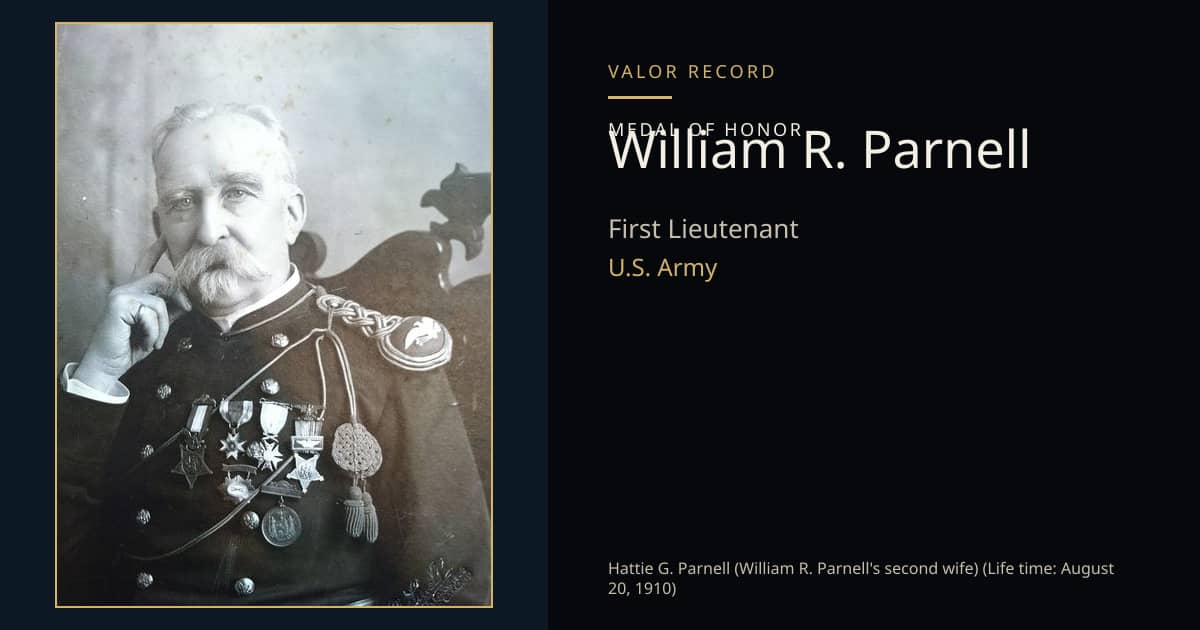 VALOR RECORD
MEDAL OF HONOR
William R. Parnell
First Lieutenant
U.S. Army
Hattie G. Parnell (William R. Parnell's second wife) (Life time: August
20, 1910)